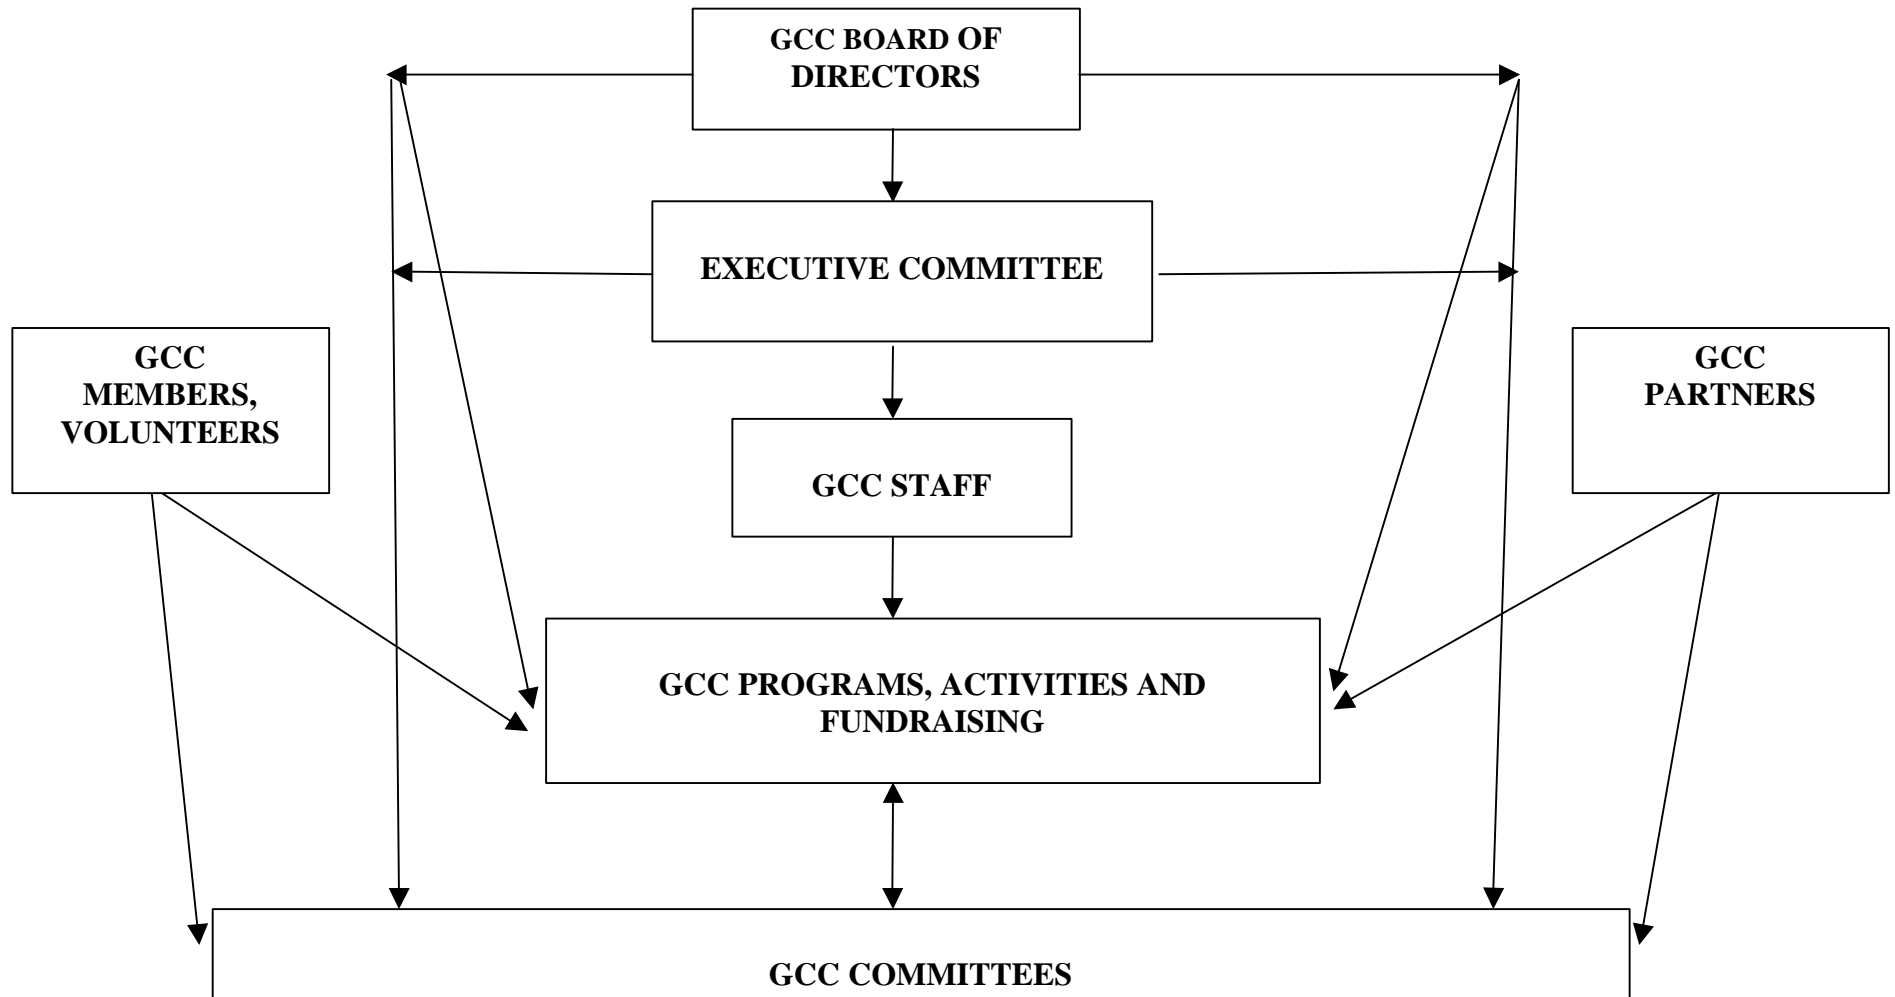 GCC BOARD OF
DIRECTORS
EXECUTIVE COMMITTEE
GCC
MEMBERS,
VOLUNTEERS
GCC
PARTNERS
GCC STAFF
GCC PROGRAMS, ACTIVITIES AND
FUNDRAISING
GCC COMMITTEES